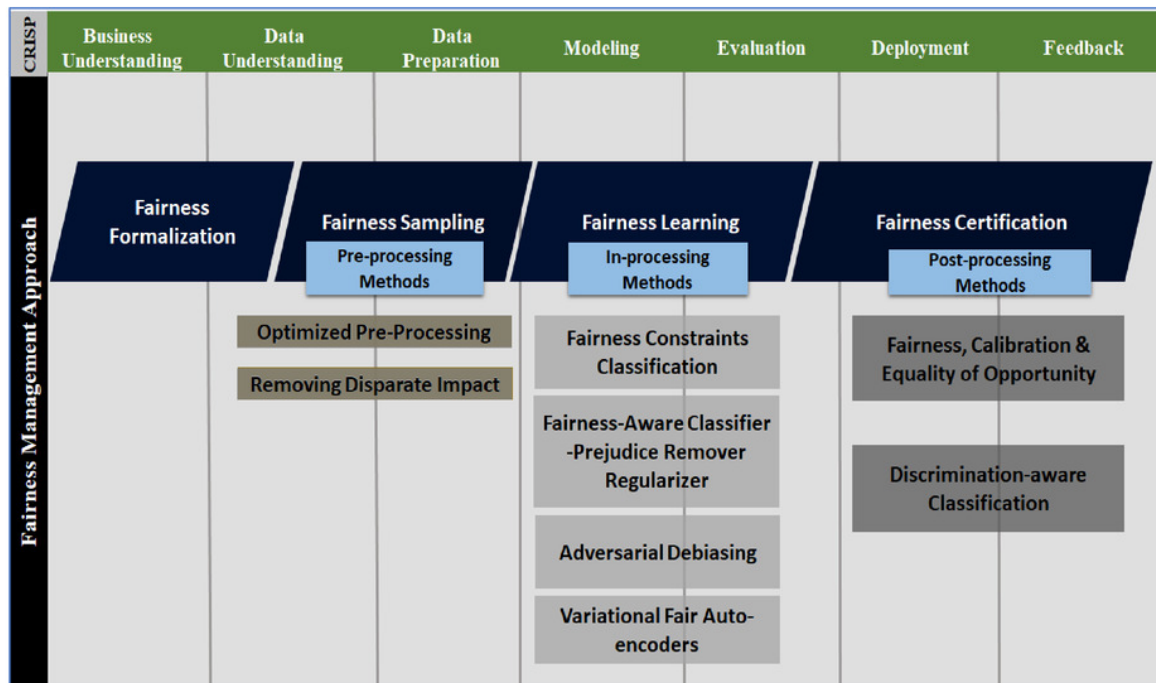 CRISP
Business
Understanding
Data
Understanding
Data
Preparation
Modeling
Evaluation
Deployment
Feedback
Fairness Management Approach
Fairness
Formalization
Fairness Sampling
Pre-processing
Methods
Fairness Learning
In-processing
Methods
Fairness Certification
Post-processing
Methods
Optimized Pre-Processing
Removing Disparate Impact
Fairness Constraints
Classification
Fairness-Aware Classifier
-Prejudice Remover
Regularizer
Adversarial Debiasing
Variational Fair Auto-
encoders
Fairness, Calibration &
Equality of Opportunity
Discrimination-aware
Classification